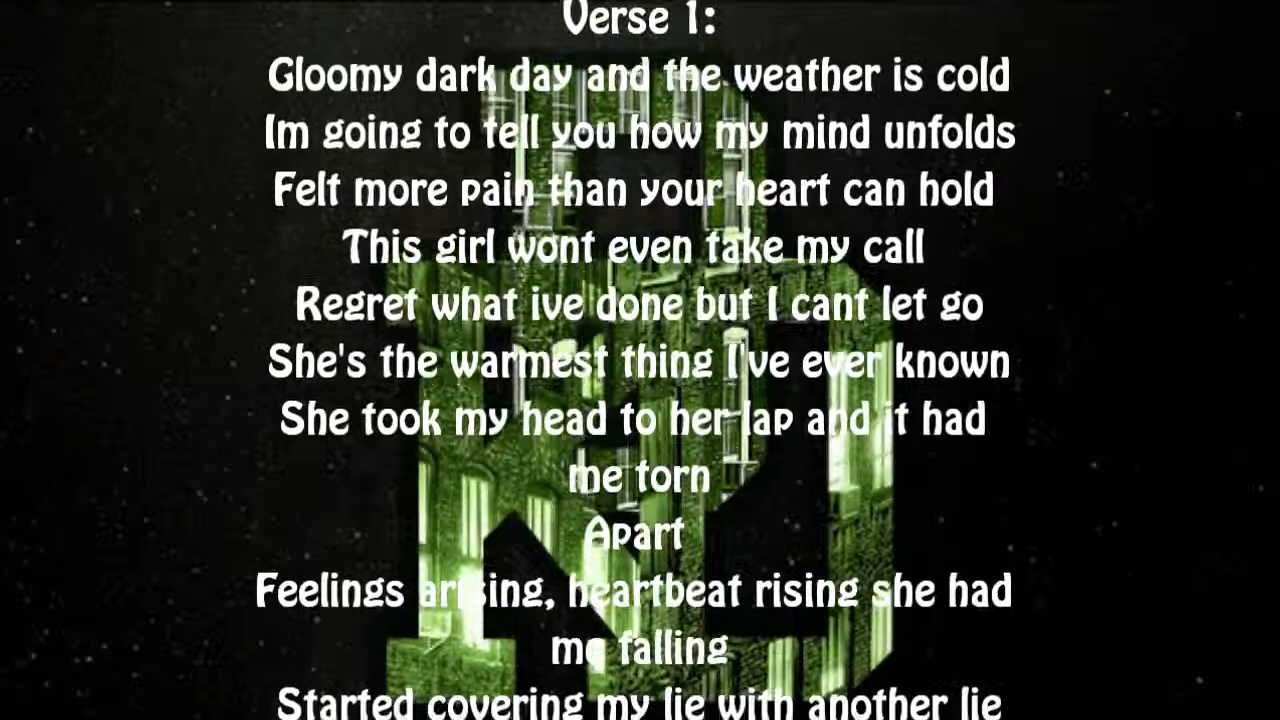 Verse 1:
Gloomy dark day and the weather is cold
Im going to tell you how my mind unfolds
Felt more pain than your heart can hold
This girl wont even take my call
Regret what ive done but I cant let go
She's the warmest thing I've ever known
She took my head to her lap and it had
me torn
Apart
Feelings arising, heartbeat rising she had
me falling
Started covering my lie with another lie